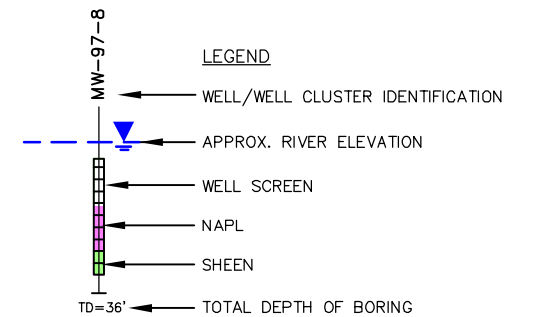 MW-97-8
LEGEND
WELL/WELL CLUSTER IDENTIFICATION
APPROX. RIVER ELEVATION
WELL SCREEN
NAPL
SHEEN
TD=36' TOTAL DEPTH OF BORING